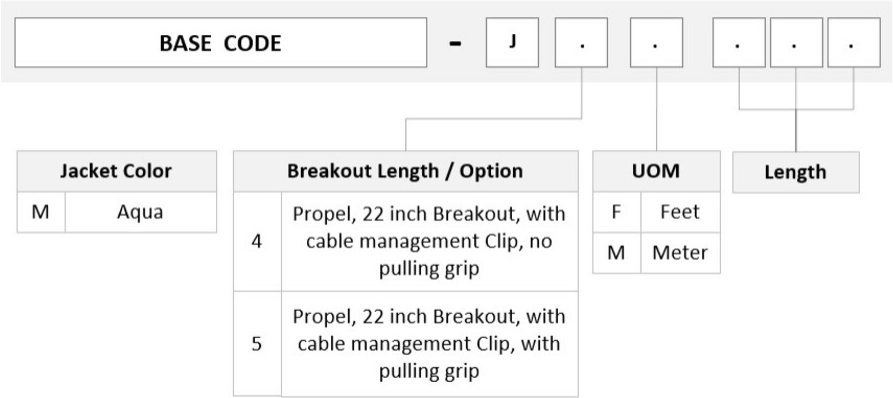 BASE CODE - J . . . . .
Jacket Color
M Aqua
Breakout Length / Option
4 Propel, 22 inch Breakout, with
cable management Clip, no
pulling grip
5 Propel, 22 inch Breakout, with
cable management Clip, with
pulling grip
UOM
F Feet
M Meter
Length